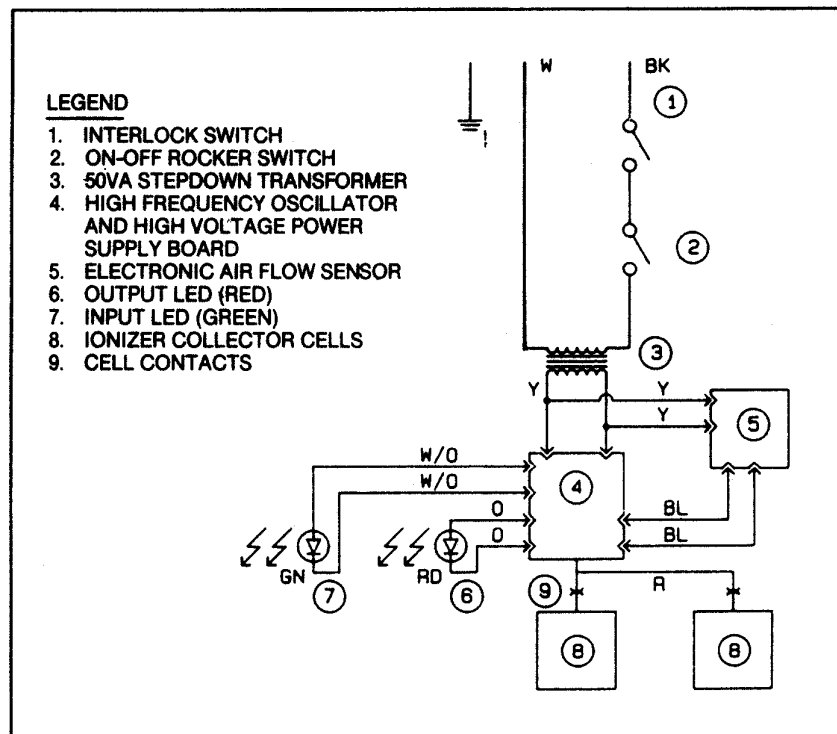 W BK
1
LEGEND
1. INTERLOCK SWITCH
2. ON-OFF ROCKER SWITCH
3. 50VA STEPDOWN TRANSFORMER
4. HIGH FREQUENCY OSCILLATOR
AND HIGH VOLTAGE POWER
SUPPLY BOARD
5. ELECTRONIC AIR FLOW SENSOR
6. OUTPUT LED (RED)
7. INPUT LED (GREEN)
8. IONIZER COLLECTOR CELLS
9. CELL CONTACTS
2
3
Y Y
Y
5
W/O
W/O
4
O BL
O BL
GN 7 RD 6 9 R
8 8